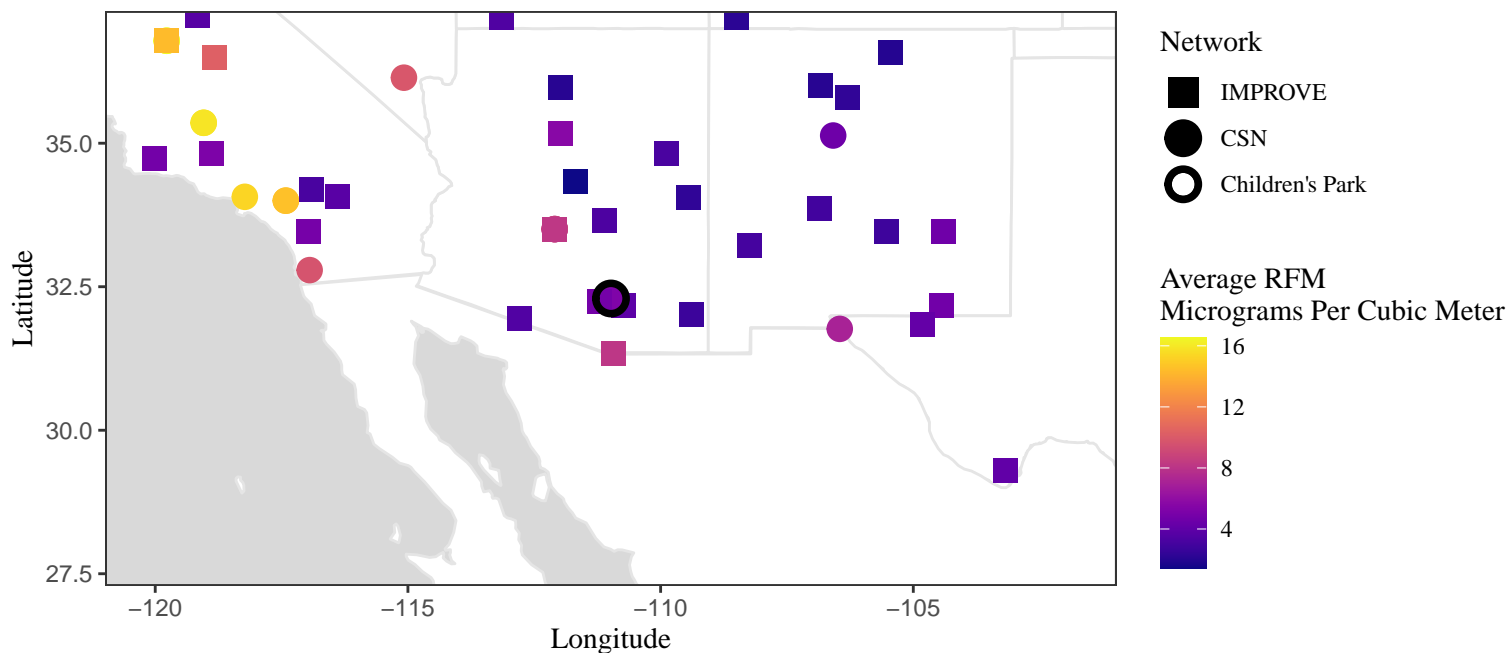 35.0
32.5
30.0
27.5
Latitude
−120
−115
−110
−105
Longitude
Network
IMPROVE
CSN
Children's Park
Average RFM
Micrograms Per Cubic Meter
16
12
8
4